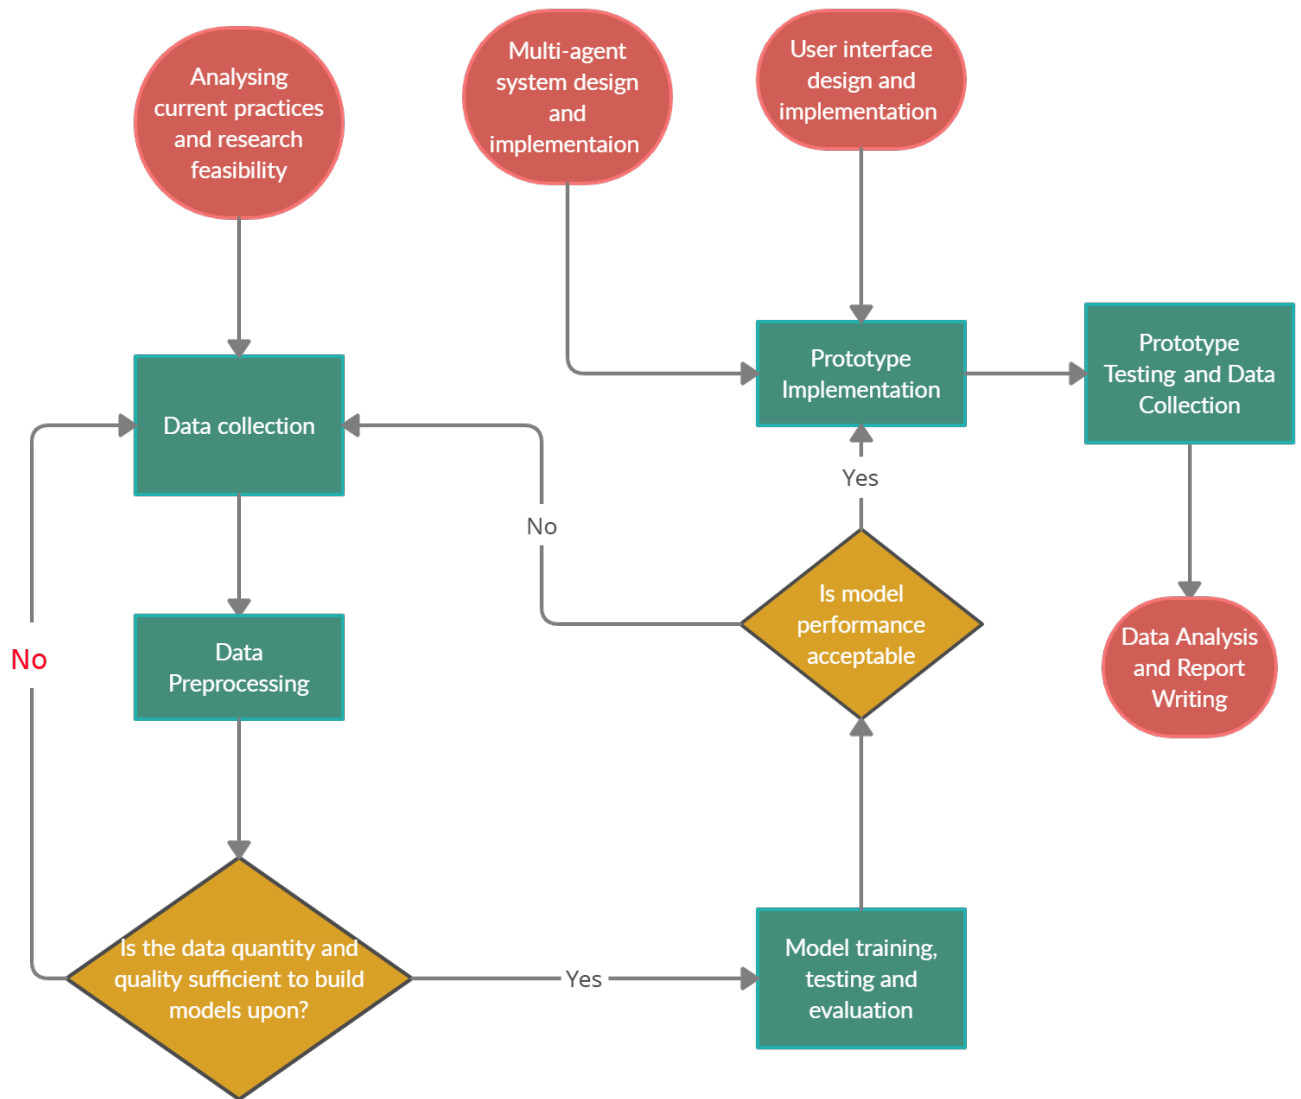 Analysing
current practices
and research
feasibility
Multi-agent
system design
and
implementaion
User interface
design and
implementation
Data collection
Prototype
Implementation
Prototype
Testing and Data
Collection
Yes
No
Is model
performance
acceptable
Data
Preprocessing
No
Data Analysis
and Report
Writing
Is the data quantity and
quality sufficient to build
models upon?
Yes
Model training,
testing and
evaluation